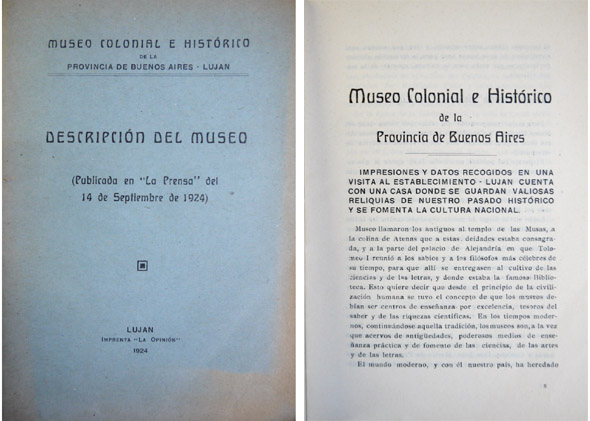 MUSEO COLONIAL E HISTÓRICO
DE LA
PROVINCIA DE BUENOS AIRES - LUJAN
DESCRIPCIÓN DEL MUSEO
(Publicada en "La Prensa" del
14 de Septiembre de 1924)
LUJAN
IMPRENTA "LA OPINIÓN"
1924
Museo Colonial e Histórico
de la
Provincia de Buenos Aires
IMPRESIONES Y DATOS RECOGIDOS EN UNA
VISITA AL ESTABLECIMIENTO - LUJAN CUENTA
CON UNA CASA DONDE SE GUARDAN VALIOSAS
RELIQUIAS DE NUESTRO PASADO HISTÓRICO
Y SE FOMENTA LA CULTURA NACIONAL.
Museo llamaron los antiguos al templo de las Musas, a
la colina de Atenas que a estas deidades estaba consagra-
da, y a la parte del palacio de Alejandría en que Tolo-
meo I reunió a los sabios y a los filósofos más célebres de
su tiempo, para que allí se entregasen al cultivo de las
ciencias y de las letras, y donde estaba la famosa Biblio-
teca. Esto quiere decir que desde el principio de la civili-
zación humana se tuvo el concepto de que los museos de-
bían ser centros de enseñanza por excelencia, tesoros del
saber y de las riquezas científicas. En los tiempos moder-
nos, continuándose aquella tradición, los museos son, a la vez
que acervos de antigüedades, poderosos medios de ense-
ñanza práctica y de fomento de las ciencias, de las artes
y de las letras.
El mundo moderno, y con él nuestro país, ha heredado